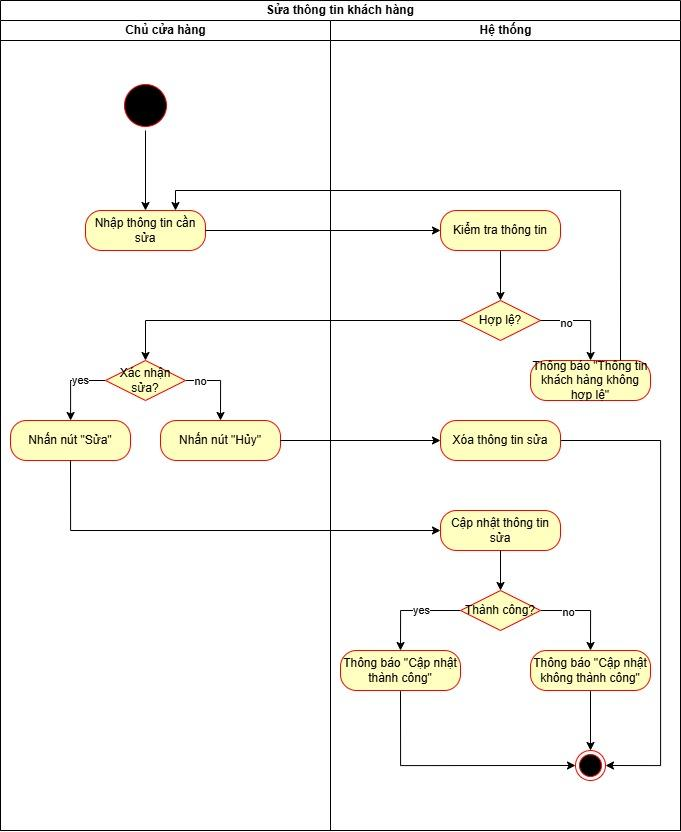 Sửa thông tin khách hàng
Chủ cửa hàng
Hệ thống
Nhập thông tin cần
sửa
Kiểm tra thông tin
Hợp lệ?
no
Thông báo "Thông tin
khách hàng không
hợp lê"
Xác nhận
sửa?
yes
no
Nhấn nút "Sửa"
Nhấn nút "Hủy"
Xóa thông tin sửa
Cập nhật thông tin
sửa
Thành công?
yes
no
Thông báo "Cập nhật
thành công"
Thông báo "Cập nhật
không thành công"